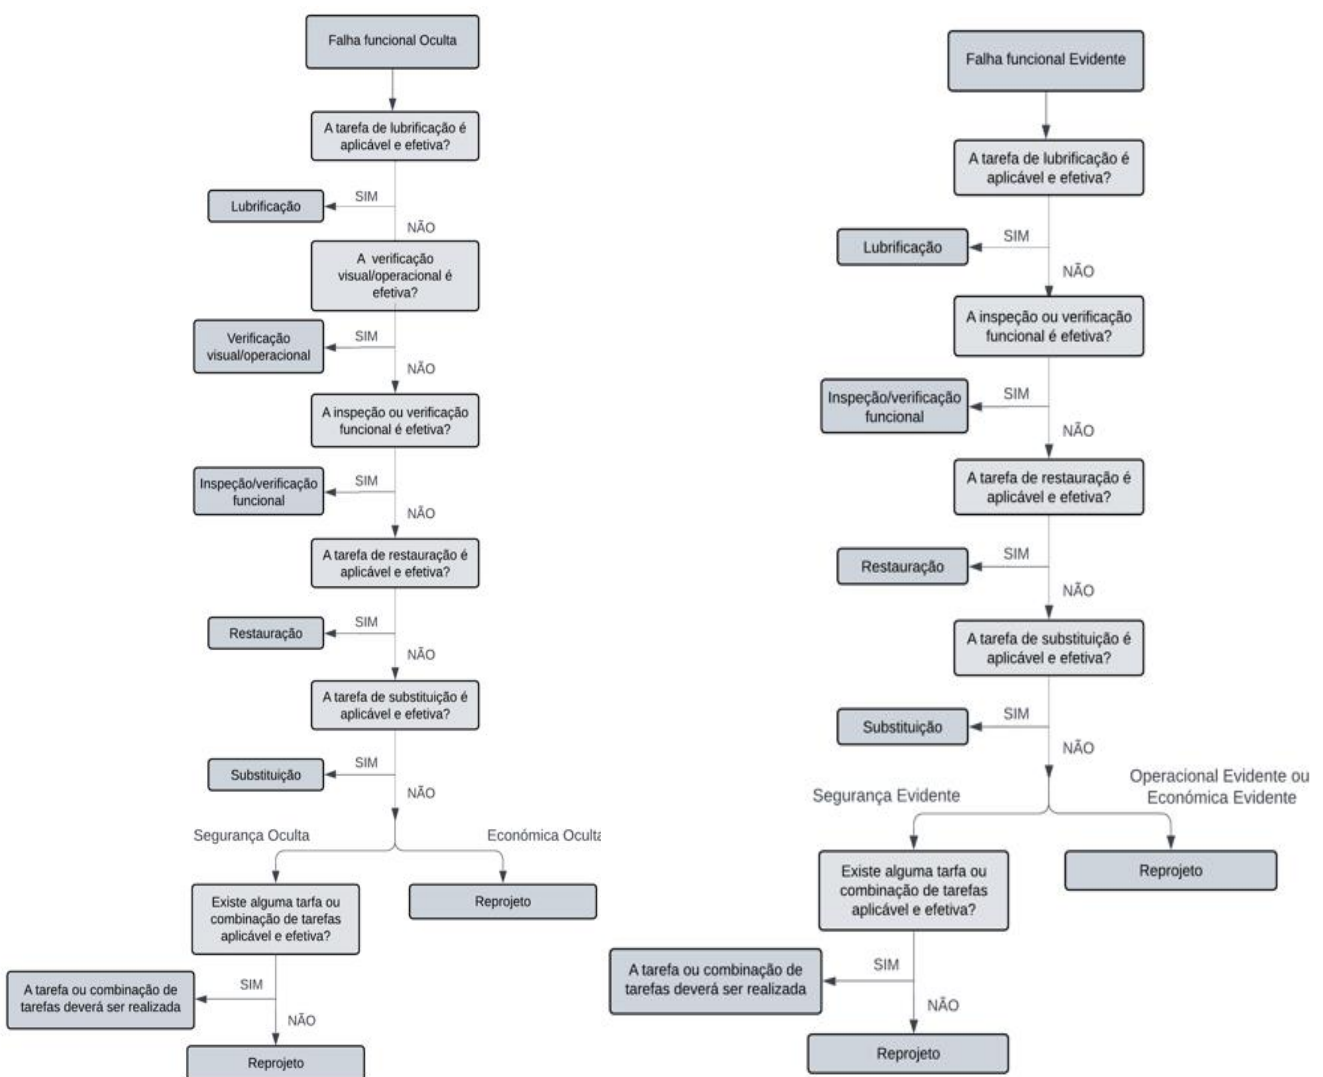 Falha funcional Oculta
A tarefa de lubrificação é
aplicável e efetiva?
SIM
Lubrificação
NÃO
A verificação
visual/operacional é
efetiva?
SIM
Verificação
visual/operacional
NÃO
A inspeção ou verificação
funcional é efetiva?
SIM
Inspeção/verificação
funcional
NÃO
A tarefa de restauração é
aplicável e efetiva?
SIM
Restauração
NÃO
A tarefa de substituição é
aplicável e efetiva?
SIM
Substituição
NÃO
Segurança Oculta
Económica Oculta
Existe alguma tarfa ou
combinação de tarefas
aplicável e efetiva?
Reprojeto
SIM
A tarefa ou combinação de
tarefas deverá ser realizada
NÃO
Reprojeto
Falha funcional Evidente
A tarefa de lubrificação é
aplicável e efetiva?
SIM
Lubrificação
NÃO
A inspeção ou verificação
funcional é efetiva?
SIM
Inspeção/verificação
funcional
NÃO
A tarefa de restauração é
aplicável e efetiva?
SIM
Restauração
NÃO
A tarefa de substituição é
aplicável e efetiva?
SIM
Substituição
NÃO
Segurança Evidente
Operacional Evidente ou
Económica Evidente
Existe alguma tarfa ou
combinação de tarefas
aplicável e efetiva?
Reprojeto
SIM
A tarefa ou combinação de
tarefas deverá ser realizada
NÃO
Reprojeto